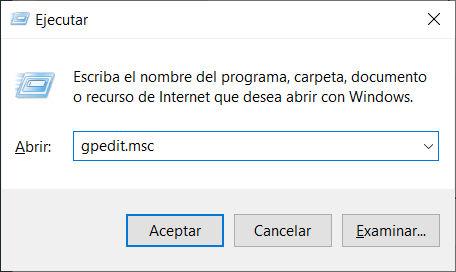 Ejecutar
Escriba el nombre del programa, carpeta, documento
o recurso de Internet que desea abrir con Windows.
Abrir: gpedit.msc
Aceptar Cancelar Examinar...